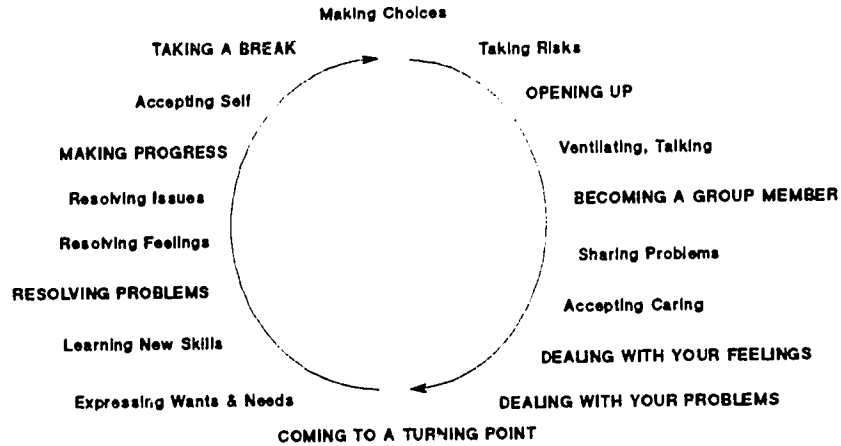 Making Choices
TAKING A BREAK
Taking Risks
OPENING UP
Accepting Self
Ventilating, Talking
MAKING PROGRESS
BECOMING A GROUP MEMBER
Resolving Issues
Resolving Feelings
Sharing Problems
RESOLVING PROBLEMS
Accepting Caring
Learning New Skills
DEALING WITH YOUR FEELINGS
Expressing Wants & Needs
DEALING WITH YOUR PROBLEMS
COMING TO A TURNING POINT